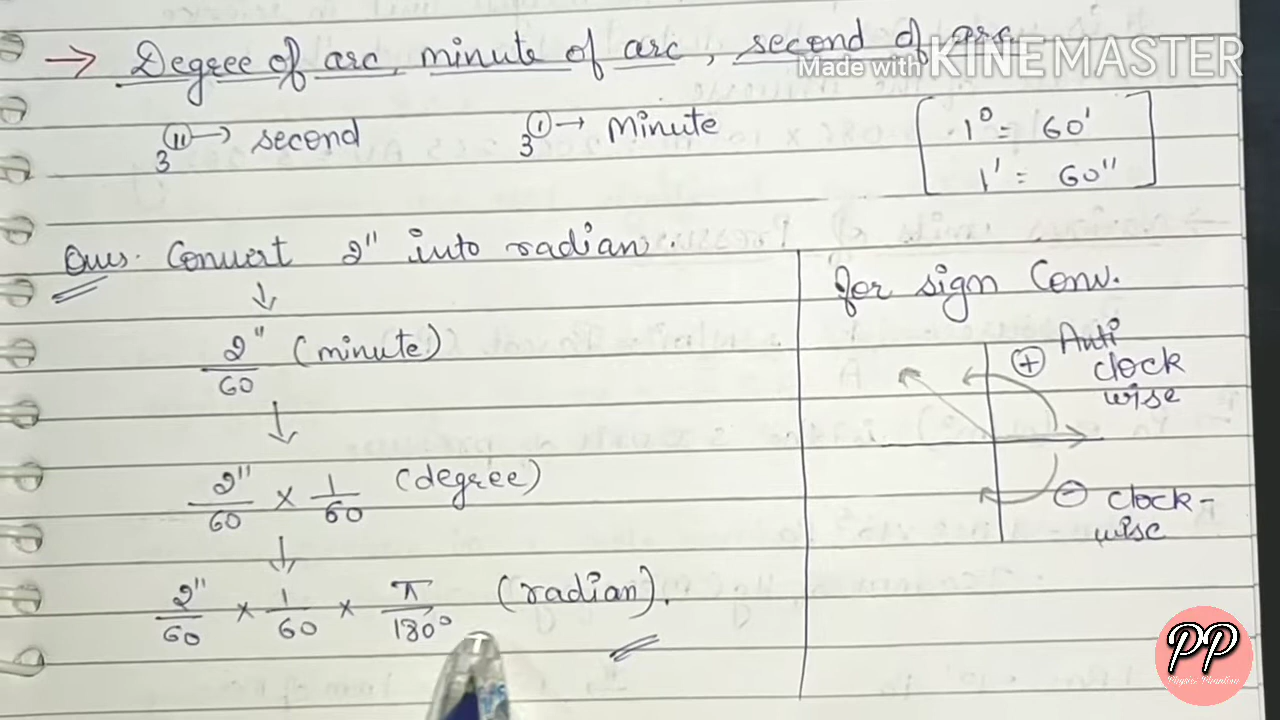 → Degree of arc, minute of arc, second of arc
Made with KINEMASTER
3" → second 3' → Minute
[1° = 60'
1' = 60"]
Ques. Convert 2" into radian.
↓
2"/60 (minute)
↓
2"/60 × 1/60 (degree)
↓
2"/60 × 1/60 × π/180° (radian).
for sign Conv.
⊕ Anti
clock
wise
⊖ clock-
wise
PP